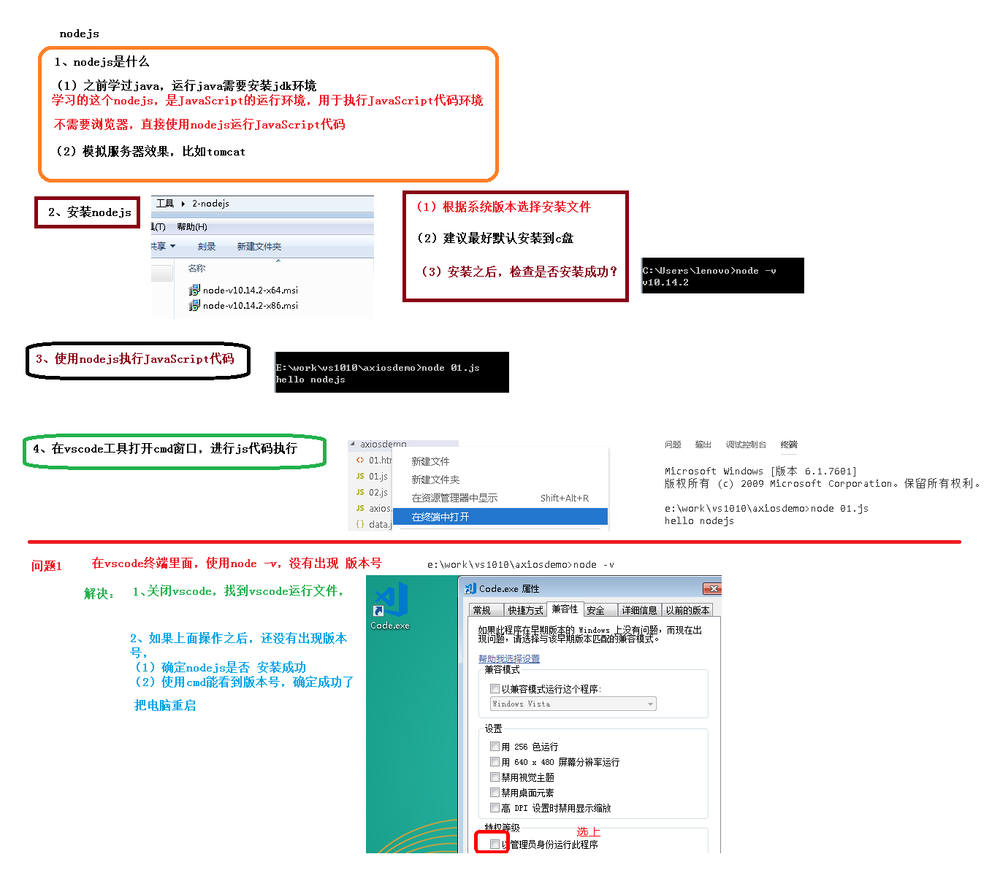 nodejs
1、nodejs是什么
（1）之前学过java，运行java需要安装jdk环境
学习的这个nodejs，是JavaScript的运行环境，用于执行JavaScript代码环境
不需要浏览器，直接使用nodejs运行JavaScript代码
（2）模拟服务器效果，比如tomcat
2、安装nodejs
工具 ▸ 2-nodejs
(T) 帮助(H)
共享 刻录 新建文件夹
名称
node-v10.14.2-x64.msi
node-v10.14.2-x86.msi
（1）根据系统版本选择安装文件
（2）建议最好默认安装到c盘
（3）安装之后，检查是否安装成功？
C:\Users\lenovo>node -v
v10.14.2
3、使用nodejs执行JavaScript代码
E:\work\vs1010\axiosdemo>node 01.js
hello nodejs
4、在vscode工具打开cmd窗口，进行js代码执行
axiosdemo
<> 01.htm
JS 01.js
JS 02.js
JS axios.
{} data.j
新建文件
新建文件夹
在资源管理器中显示 Shift+Alt+R
在终端中打开
问题 输出 调试控制台 终端
Microsoft Windows [版本 6.1.7601]
版权所有 (c) 2009 Microsoft Corporation。保留所有权利。
e:\work\vs1010\axiosdemo>node 01.js
hello nodejs
问题1 在vscode终端里面，使用node -v，没有出现 版本号
e:\work\vs1010\axiosdemo>node -v
解决： 1、关闭vscode，找到vscode运行文件，
2、如果上面操作之后，还没有出现版本
号，
（1）确定nodejs是否 安装成功
（2）使用cmd能看到版本号，确定成功了
把电脑重启
Code.exe
Code.exe 属性
常规 快捷方式 兼容性 安全 详细信息 以前的版本
如果此程序在早期版本的 Windows 上没有问题，而现在出
现问题，请选择与该早期版本匹配的兼容模式。
帮助我选择设置
兼容模式
以兼容模式运行这个程序:
Windows Vista
设置
用 256 色运行
用 640 x 480 屏幕分辨率运行
禁用视觉主题
禁用桌面元素
高 DPI 设置时禁用显示缩放
特权等级
选上
以管理员身份运行此程序